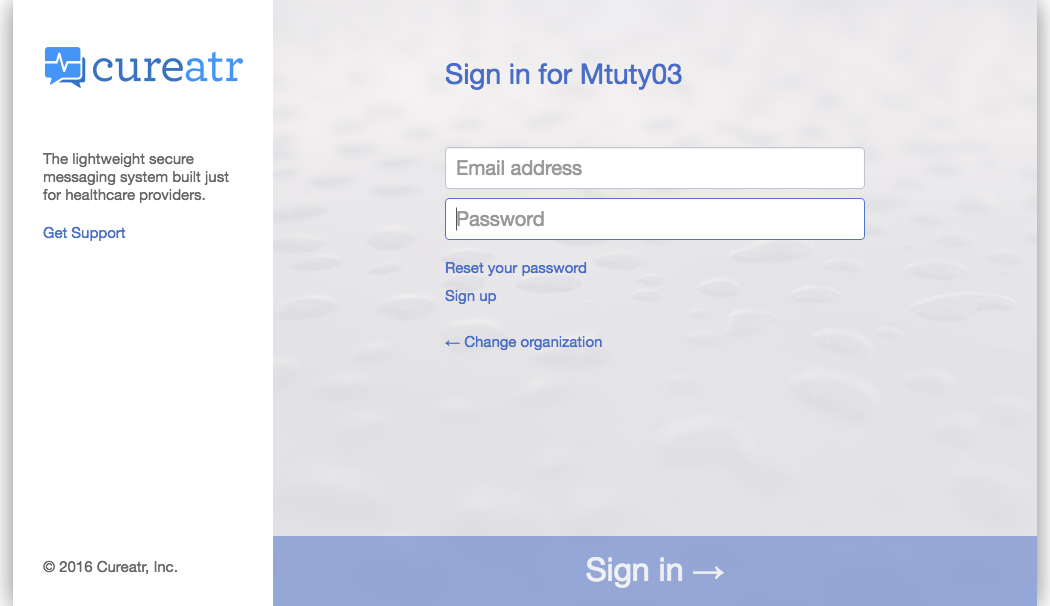 cureatr
The lightweight secure
messaging system built just
for healthcare providers.
Get Support
© 2016 Cureatr, Inc.
Sign in for Mtuty03
Email address
Password
Reset your password
Sign up
← Change organization
Sign in →